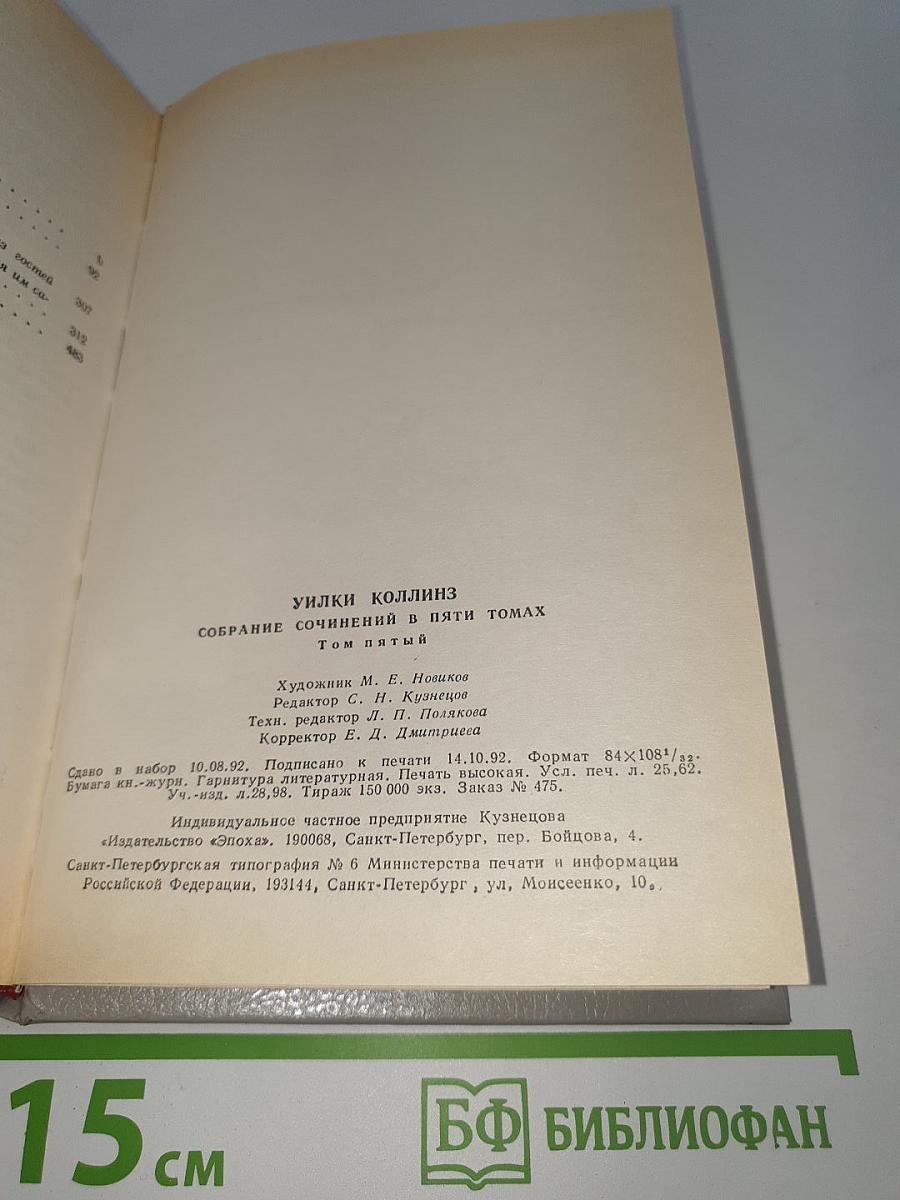 9
92
гостей
я им са-
307
312
483
УИЛКИ КОЛЛИНЗ
СОБРАНИЕ СОЧИНЕНИЙ В ПЯТИ ТОМАХ
Том пятый
Художник М. Е. Новиков
Редактор С. Н. Кузнецов
Техн. редактор Л. П. Полякова
Корректор Е. Д. Дмитриева
Сдано в набор 10.08.92. Подписано к печати 14.10.92. Формат 84×108¹/₃₂.
Бумага кн.-журн. Гарнитура литературная. Печать высокая. Усл. печ. л. 25,62.
Уч.-изд. л.28,98. Тираж 150 000 экз. Заказ № 475.
Индивидуальное частное предприятие Кузнецова
«Издательство «Эпоха». 190068, Санкт-Петербург, пер. Бойцова, 4.
Санкт-Петербургская типография № 6 Министерства печати и информации
Российской Федерации, 193144, Санкт-Петербург, ул, Моисеенко, 10.
15 см
БФ БИБЛИОФАН